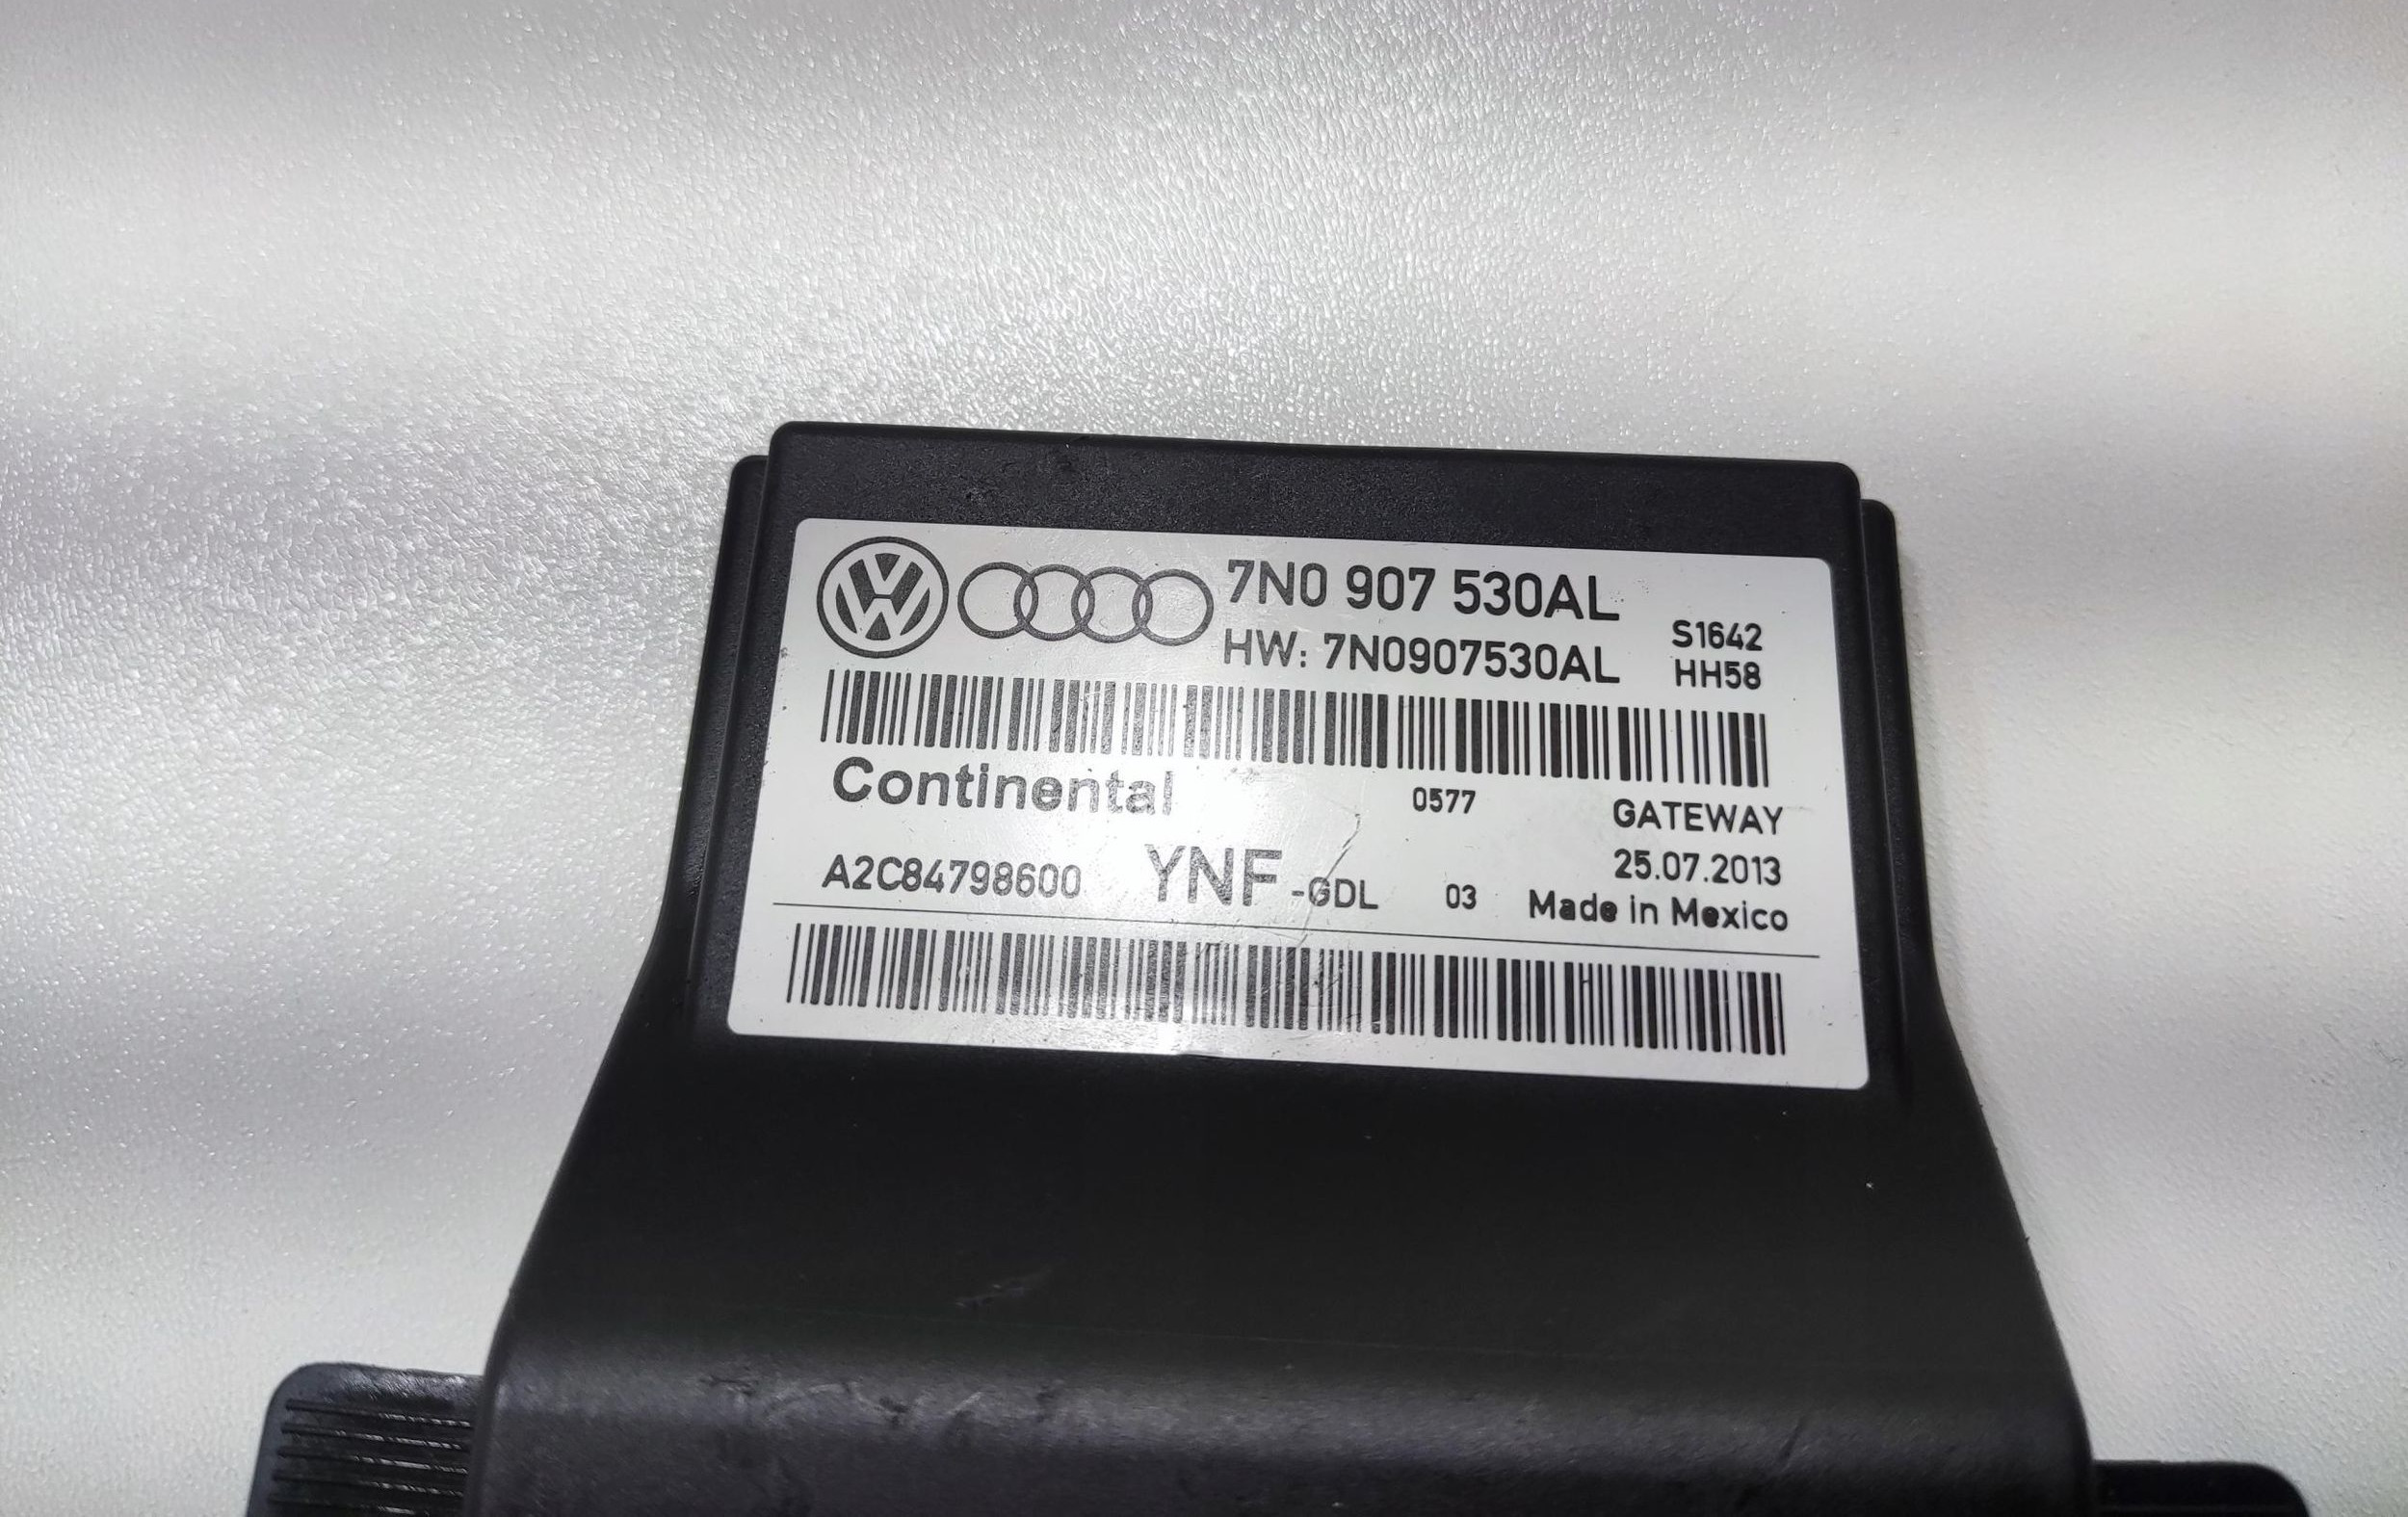 7N0 907 530AL
HW: 7N0907530AL
S1642
HH58
Continental
0577
GATEWAY
A2C84798600 YNF -GDL 03
25.07.2013
Made in Mexico